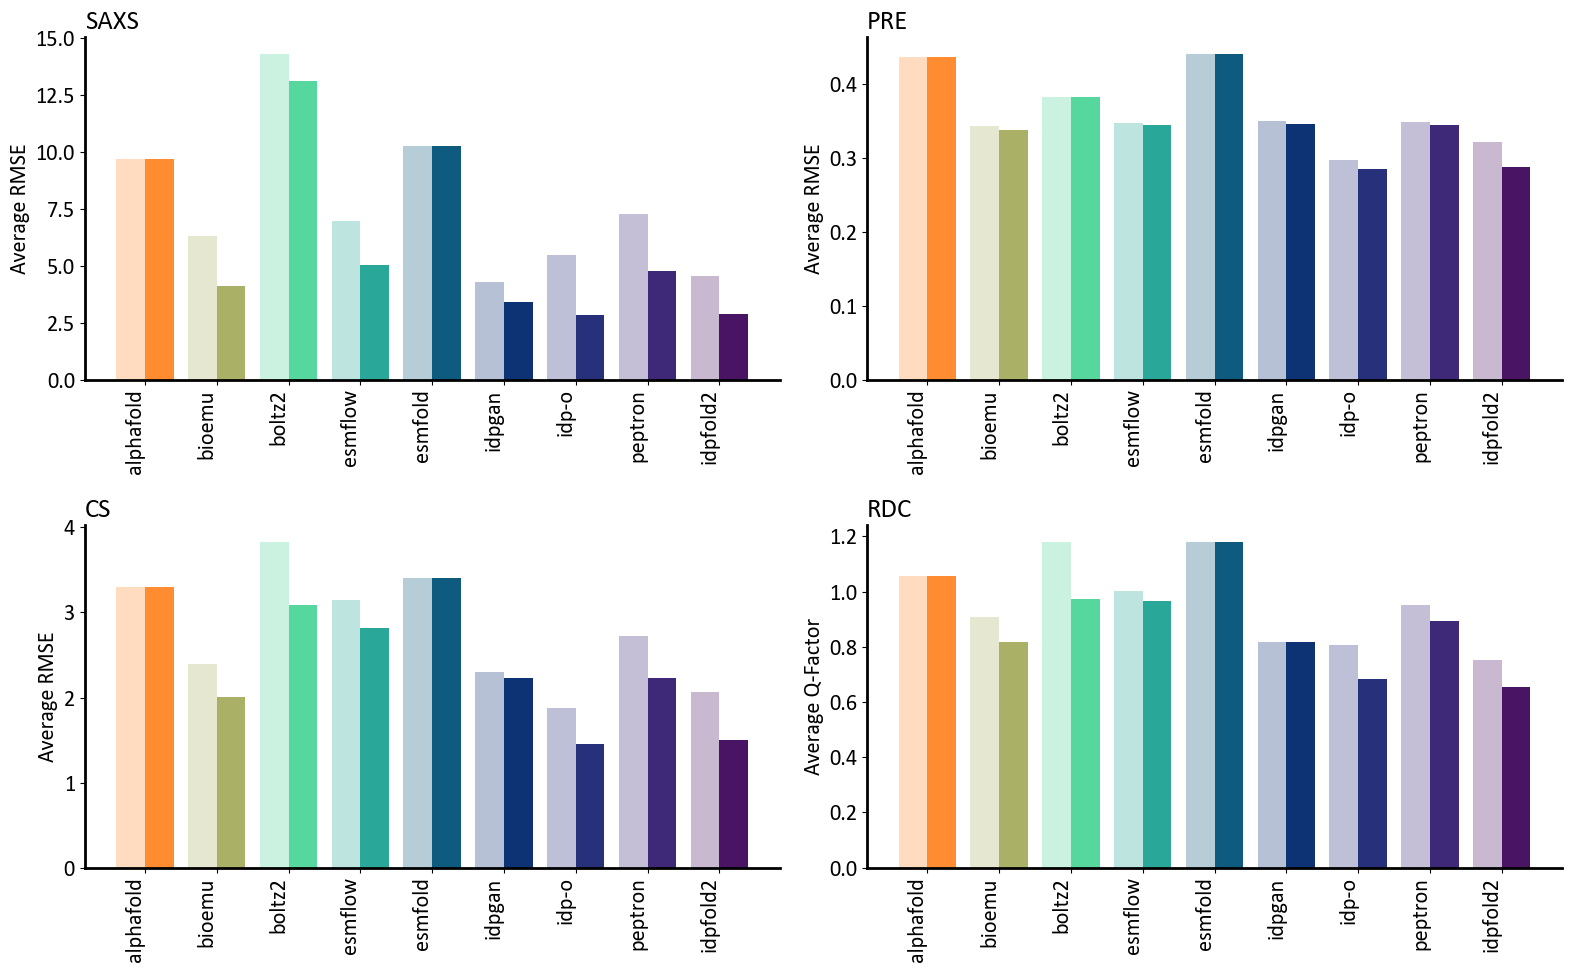 SAXS
Average RMSE
15.0
12.5
10.0
7.5
5.0
2.5
0.0
alphafold
bioemu
boltz2
esmflow
esmfold
idpgan
idp-o
peptron
idpfold2
PRE
Average RMSE
0.4
0.3
0.2
0.1
0.0
alphafold
bioemu
boltz2
esmflow
esmfold
idpgan
idp-o
peptron
idpfold2
CS
Average RMSE
4
3
2
1
0
alphafold
bioemu
boltz2
esmflow
esmfold
idpgan
idp-o
peptron
idpfold2
RDC
Average Q-Factor
1.2
1.0
0.8
0.6
0.4
0.2
0.0
alphafold
bioemu
boltz2
esmflow
esmfold
idpgan
idp-o
peptron
idpfold2